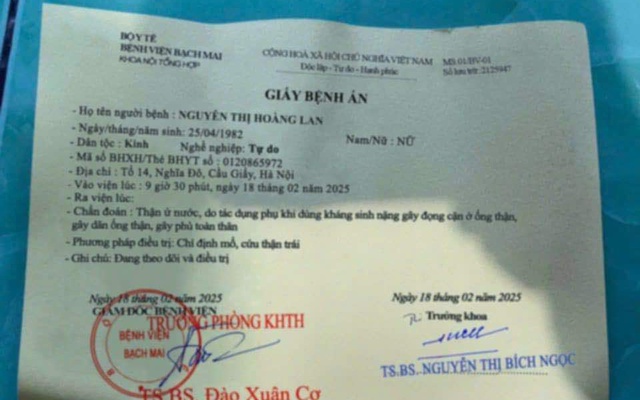 BỘ Y TẾ
BỆNH VIỆN BẠCH MAI
KHOA NỘI TỔNG HỢP
CỘNG HOÀ XÃ HỘI CHỦ NGHĨA VIỆT NAM
Độc lập - Tự do - Hạnh phúc
MS 01/BV-01
Số lưu trữ: 2125947
GIẤY BỆNH ÁN
- Họ tên người bệnh : NGUYỄN THỊ HOÀNG LAN
- Ngày/tháng/năm sinh: 25/04/1982
Nam/Nữ : NỮ
- Dân tộc : Kinh Nghề nghiệp: Tự do
- Mã số BHXH/Thẻ BHYT số : 0120865972
- Địa chỉ : Tổ 14, Nghĩa Đô, Cầu Giấy, Hà Nội
- Vào viện lúc : 9 giờ 30 phút, ngày 18 tháng 02 năm 2025
- Ra viện lúc:
- Chẩn đoán : Thận ứ nước, do tác dụng phụ khi dùng kháng sinh nặng gây đọng cặn ở ống thận,
gây dãn ống thận, gây phù toàn thân
- Phương pháp điều trị: Chỉ định mổ, cứu thận trái
- Ghi chú: Đang theo dõi và điều trị
Ngày 18 tháng 02 năm 2025
GIÁM ĐỐC BỆNH VIỆN
TRƯỞNG PHÒNG KHTH
BỆNH VIỆN
BẠCH MAI
TS.BS. Đào Xuân Cơ
Ngày 18 tháng 02 năm 2025
Trưởng khoa
TS.BS. NGUYỄN THỊ BÍCH NGỌC